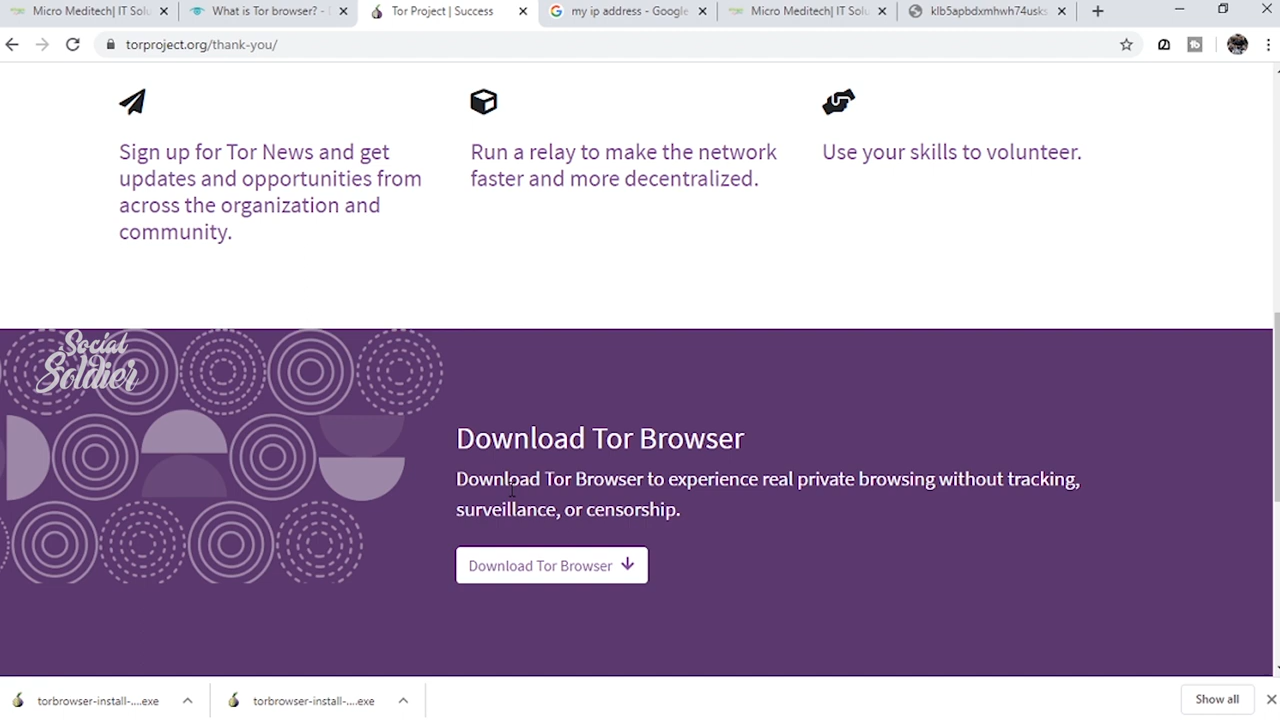 Micro Meditech| IT Solu
What is Tor browser? -
Tor Project | Success
my ip address - Google
Micro Meditech| IT Solu
klb5apbdxmhwh74usks
torproject.org/thank-you/
Sign up for Tor News and get
updates and opportunities from
across the organization and
community.
Run a relay to make the network
faster and more decentralized.
Use your skills to volunteer.
Social
Soldier
Download Tor Browser
Download Tor Browser to experience real private browsing without tracking,
surveillance, or censorship.
Download Tor Browser
torbrowser-install-....exe
torbrowser-install-....exe
Show all